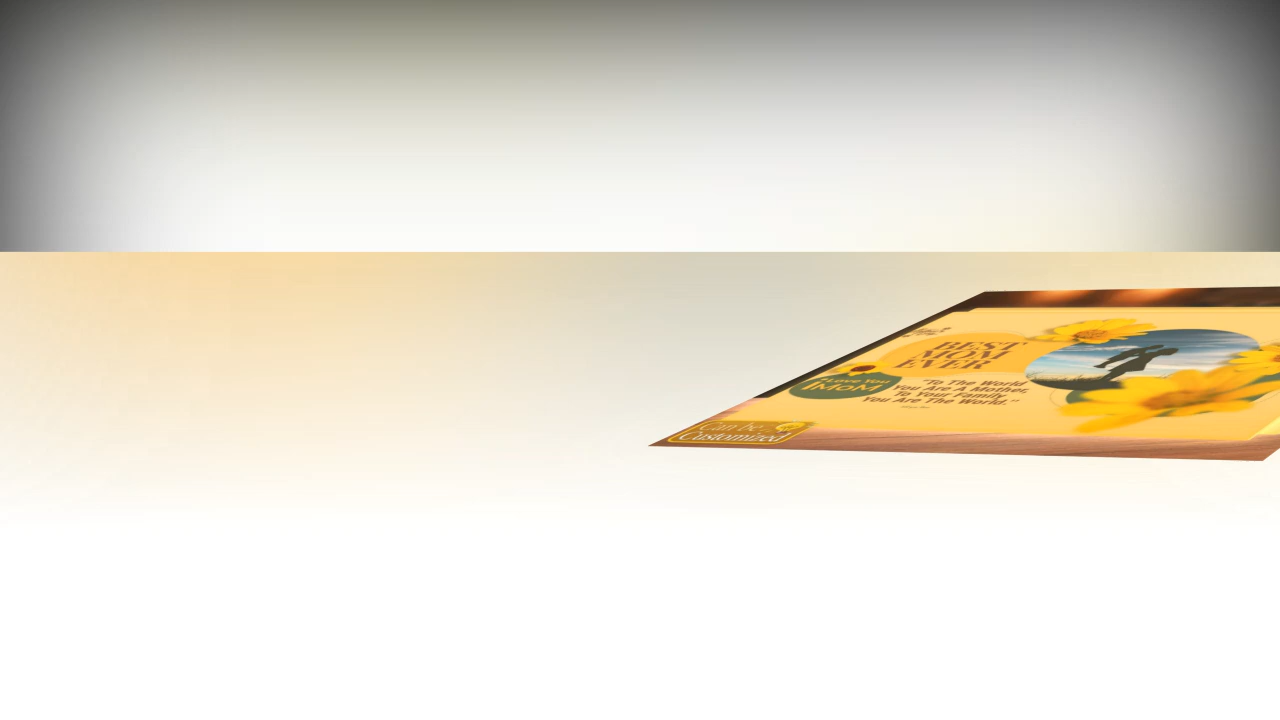 BEST
MOM
EVER
I Love You
MOM
"To The World
You Are A Mother,
To Your Family
You Are The World."
Can be...
Customized